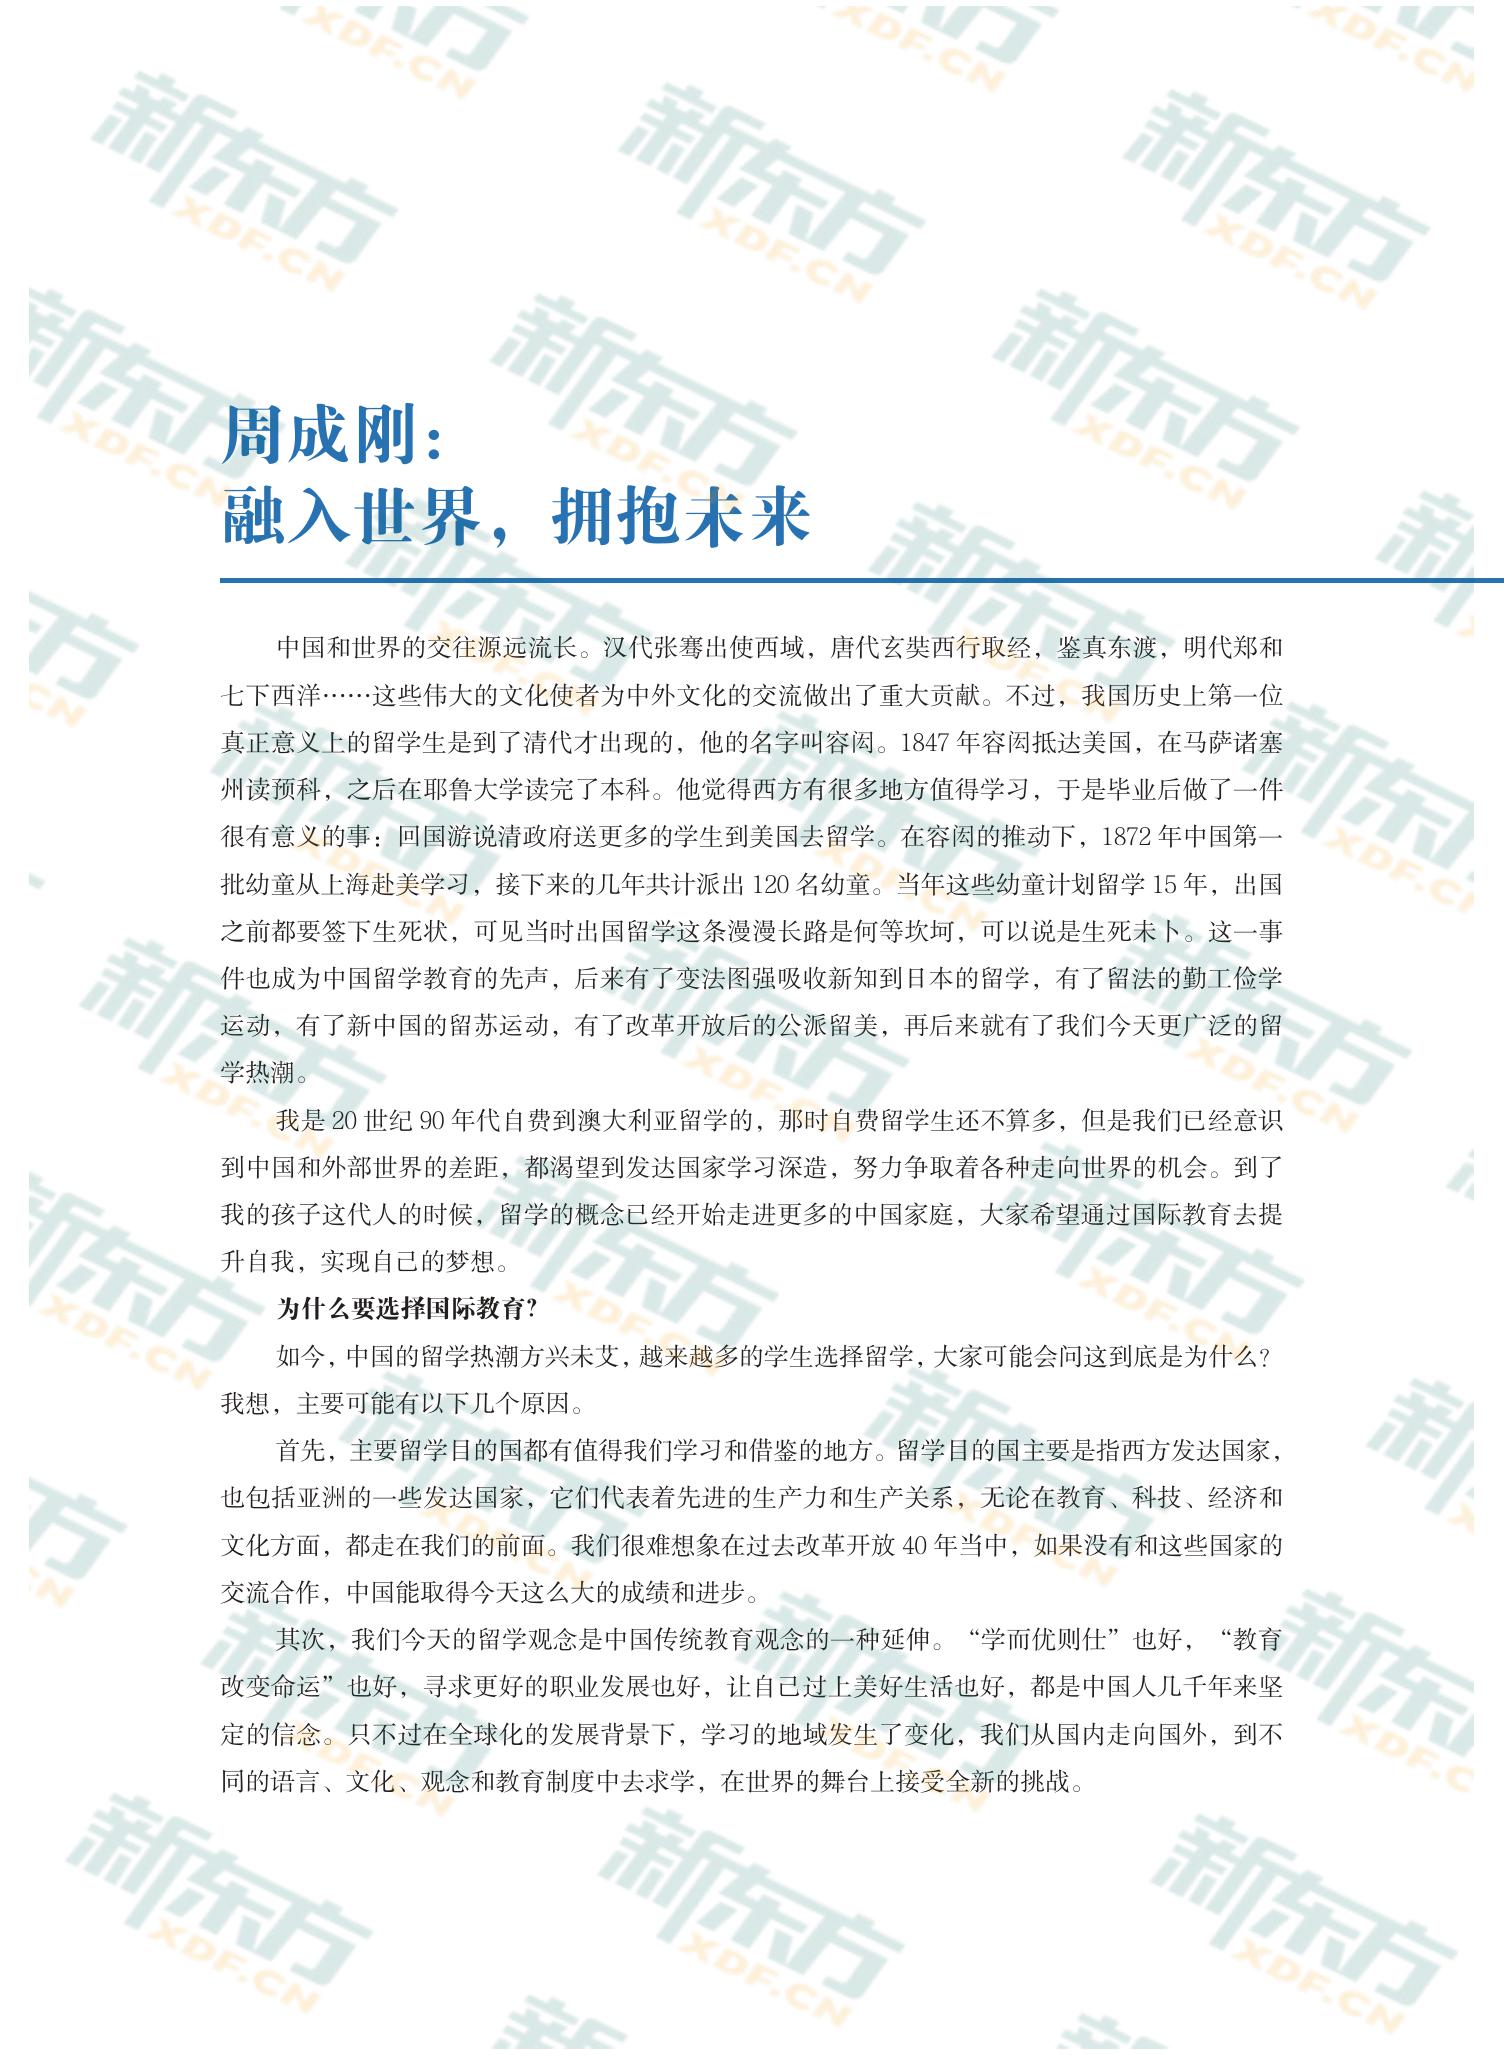 周成刚：
融入世界，拥抱未来
中国和世界的交往源远流长。汉代张骞出使西域，唐代玄奘西行取经，鉴真东渡，明代郑和
七下西洋……这些伟大的文化使者为中外文化的交流做出了重大贡献。不过，我国历史上第一位
真正意义上的留学生是到了清代才出现的，他的名字叫容闳。1847 年容闳抵达美国，在马萨诸塞
州读预科，之后在耶鲁大学读完了本科。他觉得西方有很多地方值得学习，于是毕业后做了一件
很有意义的事：回国游说清政府送更多的学生到美国去留学。在容闳的推动下，1872 年中国第一
批幼童从上海赴美学习，接下来的几年共计派出 120 名幼童。当年这些幼童计划留学 15 年，出国
之前都要签下生死状，可见当时出国留学这条漫漫长路是何等坎坷，可以说是生死未卜。这一事
件也成为中国留学教育的先声，后来有了变法图强吸收新知到日本的留学，有了留法的勤工俭学
运动，有了新中国的留苏运动，有了改革开放后的公派留美，再后来就有了我们今天更广泛的留
学热潮。
我是 20 世纪 90 年代自费到澳大利亚留学的，那时自费留学生还不算多，但是我们已经意识
到中国和外部世界的差距，都渴望到发达国家学习深造，努力争取着各种走向世界的机会。到了
我的孩子这代人的时候，留学的概念已经开始走进更多的中国家庭，大家希望通过国际教育去提
升自我，实现自己的梦想。
为什么要选择国际教育？
如今，中国的留学热潮方兴未艾，越来越多的学生选择留学，大家可能会问这到底是为什么？
我想，主要可能有以下几个原因。
首先，主要留学目的国都有值得我们学习和借鉴的地方。留学目的国主要是指西方发达国家，
也包括亚洲的一些发达国家，它们代表着先进的生产力和生产关系，无论在教育、科技、经济和
文化方面，都走在我们的前面。我们很难想象在过去改革开放 40 年当中，如果没有和这些国家的
交流合作，中国能取得今天这么大的成绩和进步。
其次，我们今天的留学观念是中国传统教育观念的一种延伸。“学而优则仕”也好，“教育
改变命运”也好，寻求更好的职业发展也好，让自己过上美好生活也好，都是中国人几千年来坚
定的信念。只不过在全球化的发展背景下，学习的地域发生了变化，我们从国内走向国外，到不
同的语言、文化、观念和教育制度中去求学，在世界的舞台上接受全新的挑战。
新东方
XDF.CN